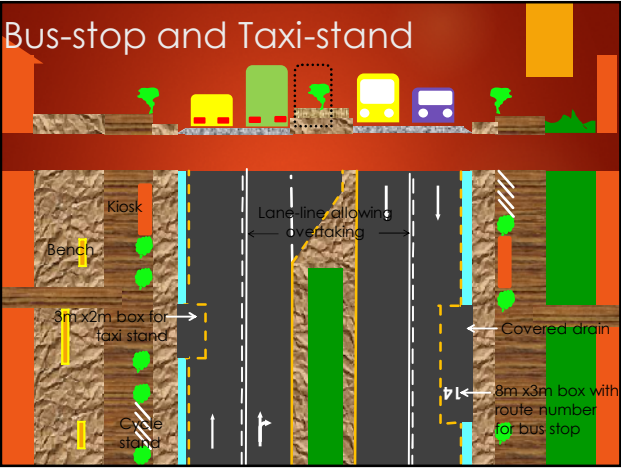 Bus-stop and Taxi-stand
Kiosk
Lane-line allowing
overtaking
Bench
3m x2m box for
taxi stand
Covered drain
14
8m x3m box with
route number
for bus stop
Cycle
stand